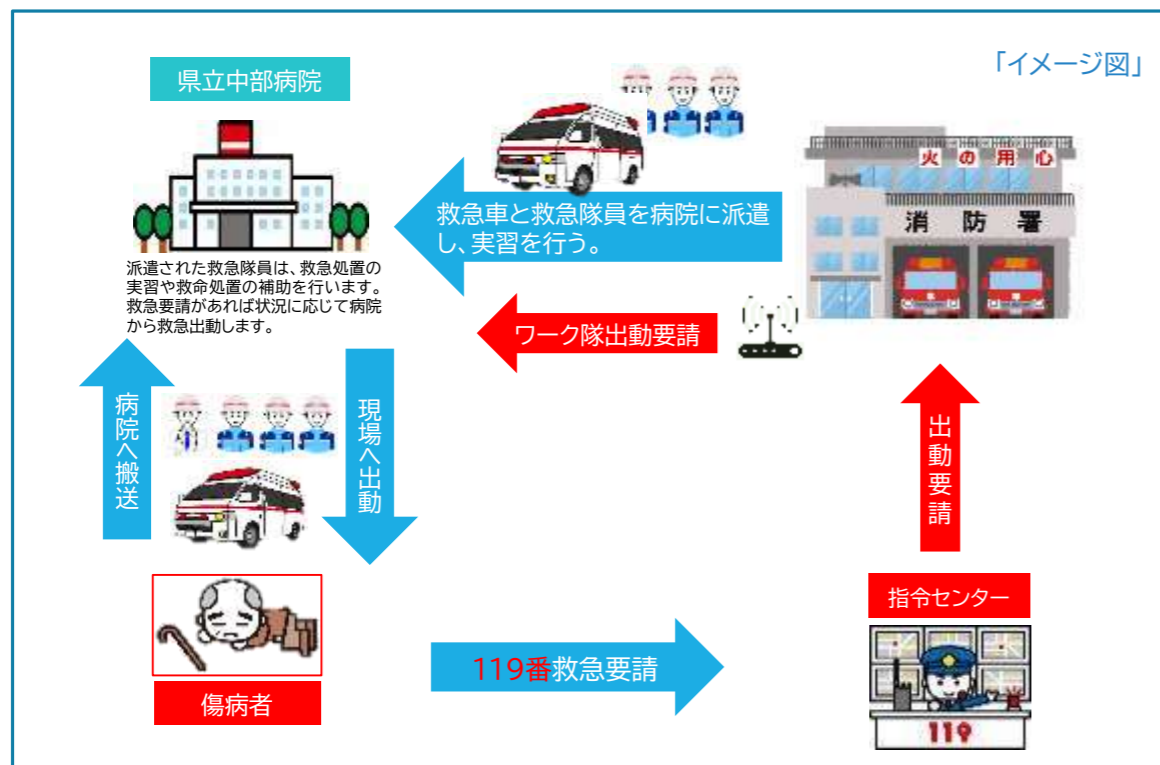 「イメージ図」
県立中部病院
火の用心
消防署
救急車と救急隊員を病院に派遣
し、実習を行う。
派遣された救急隊員は、救急処置の
実習や救命処置の補助を行います。
救急要請があれば状況に応じて病院
から救急出動します。
ワーク隊出動要請
病院へ搬送
現場へ出動
出動要請
指令センター
119番救急要請
傷病者
119